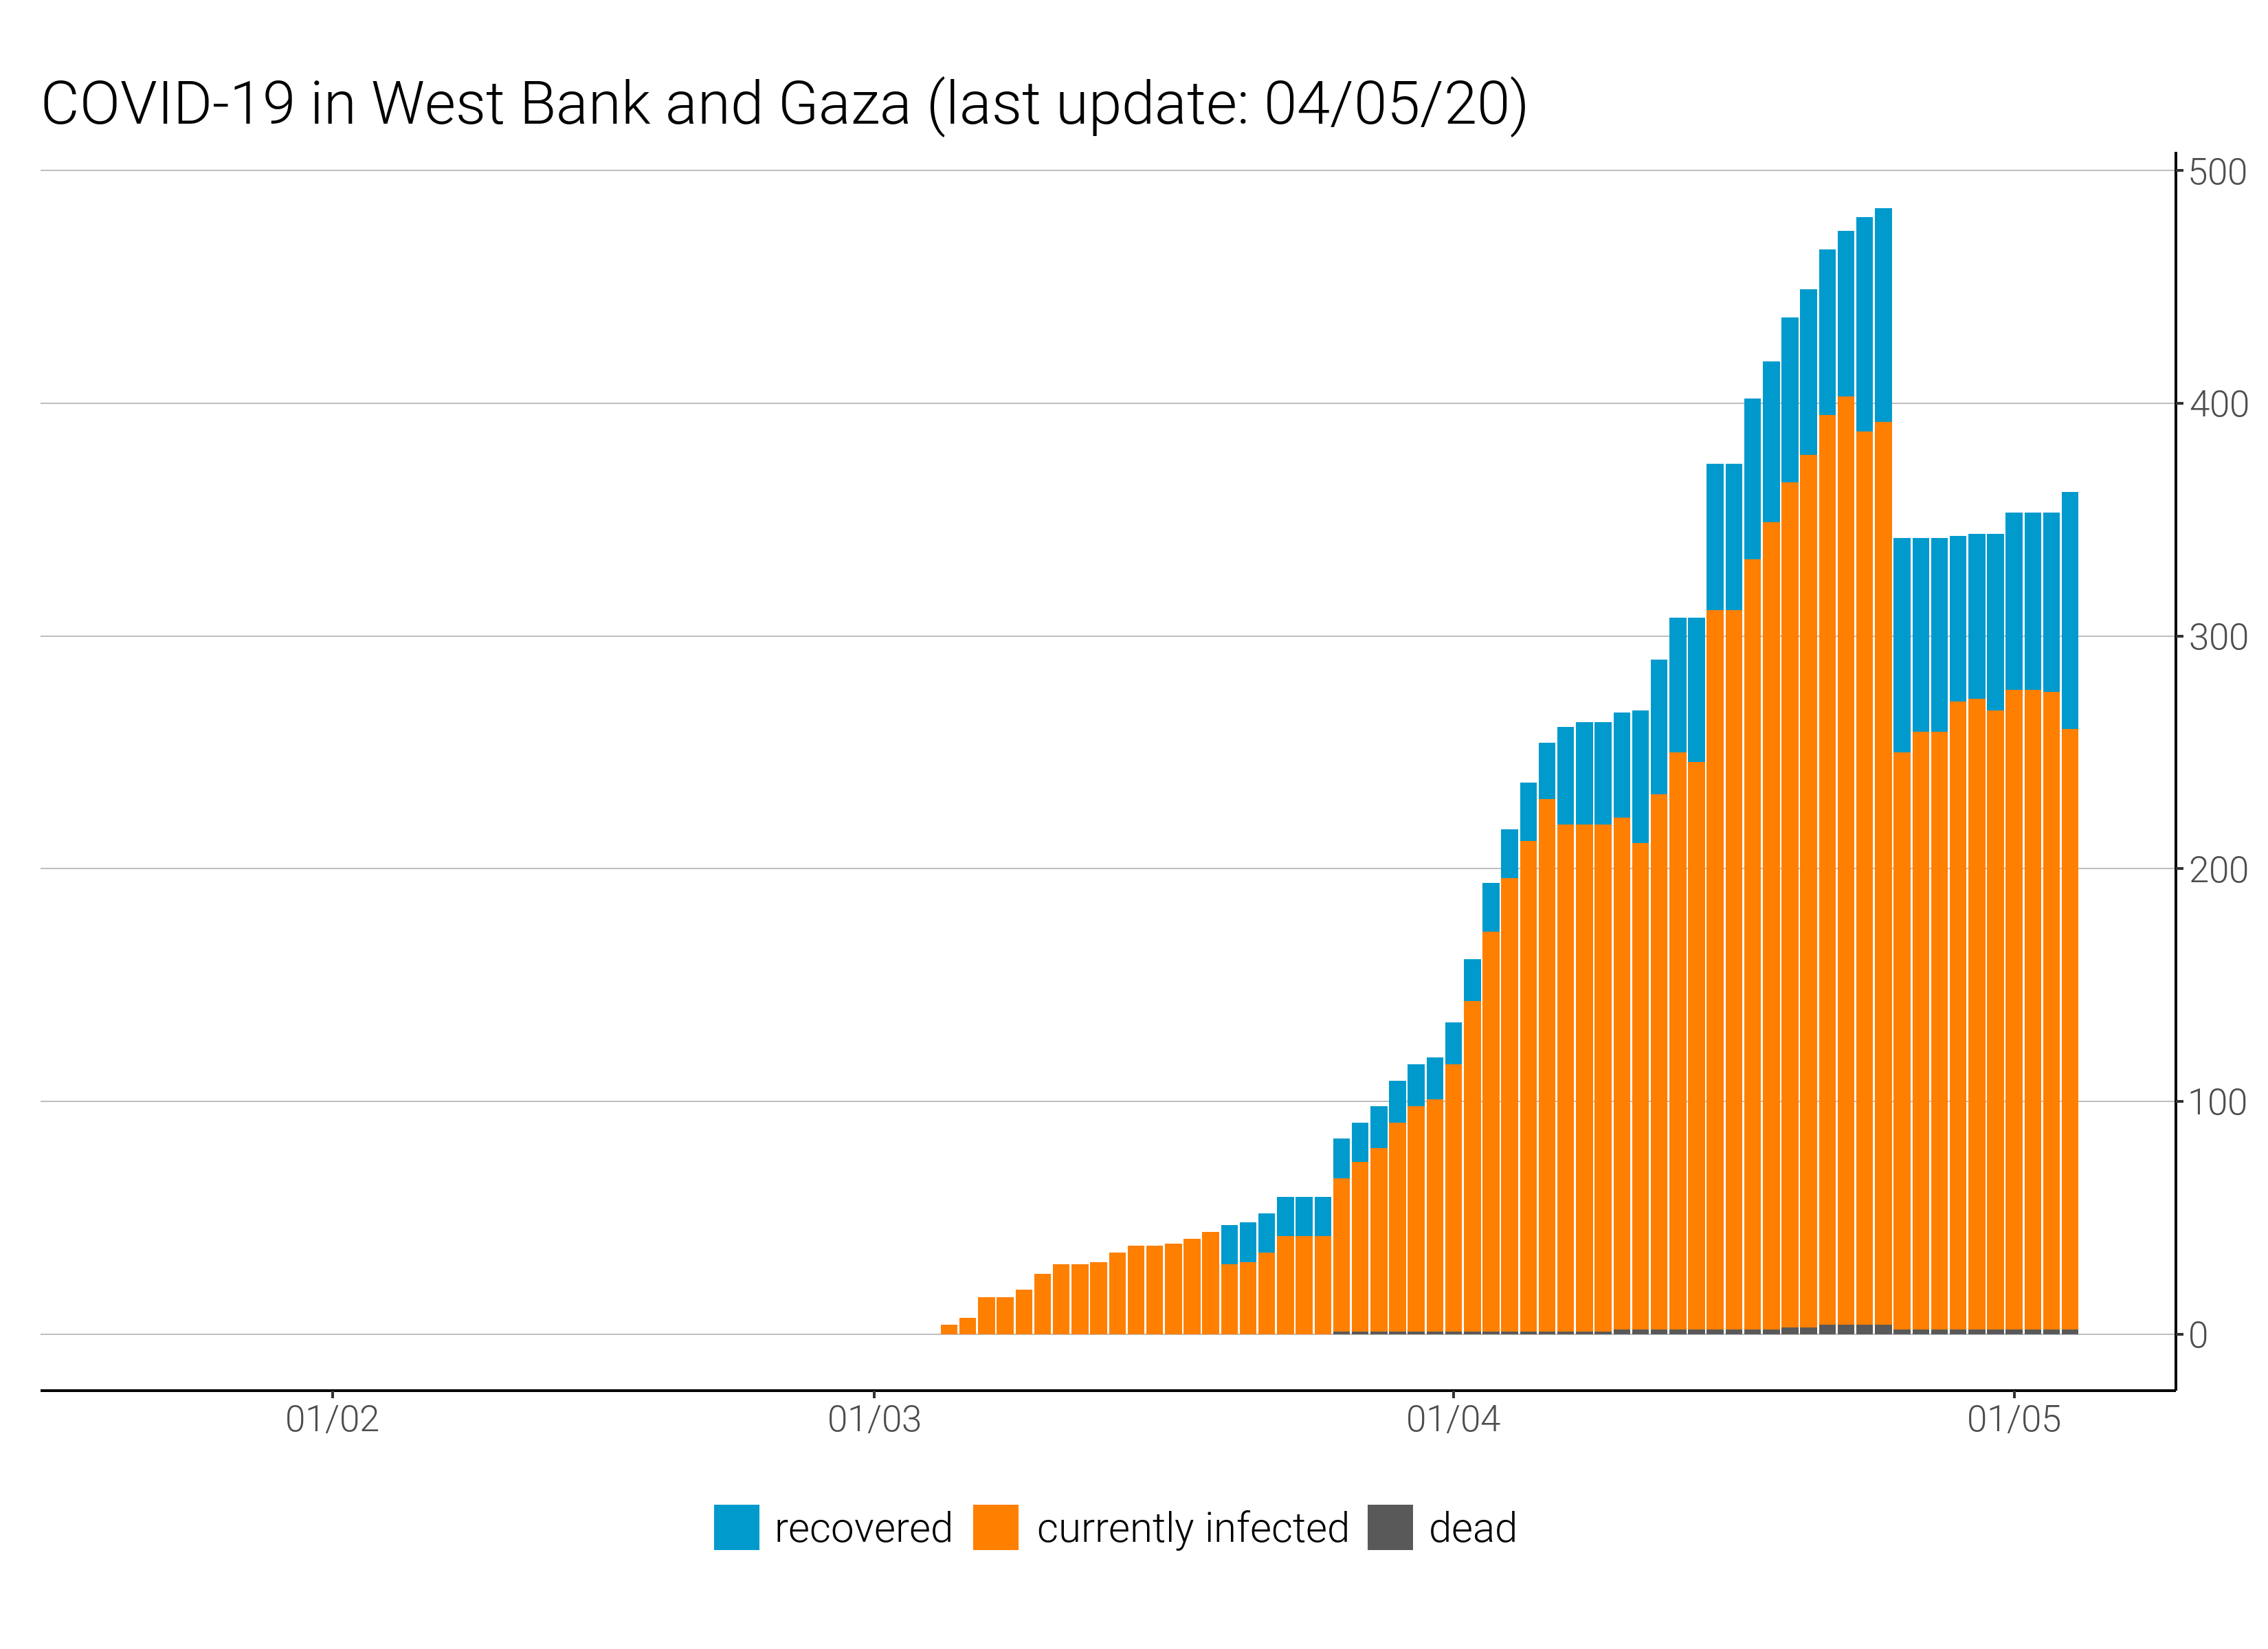 COVID-19 in West Bank and Gaza (last update: 04/05/20)
500
400
300
200
100
0
01/02 01/03 01/04 01/05
recovered currently infected dead